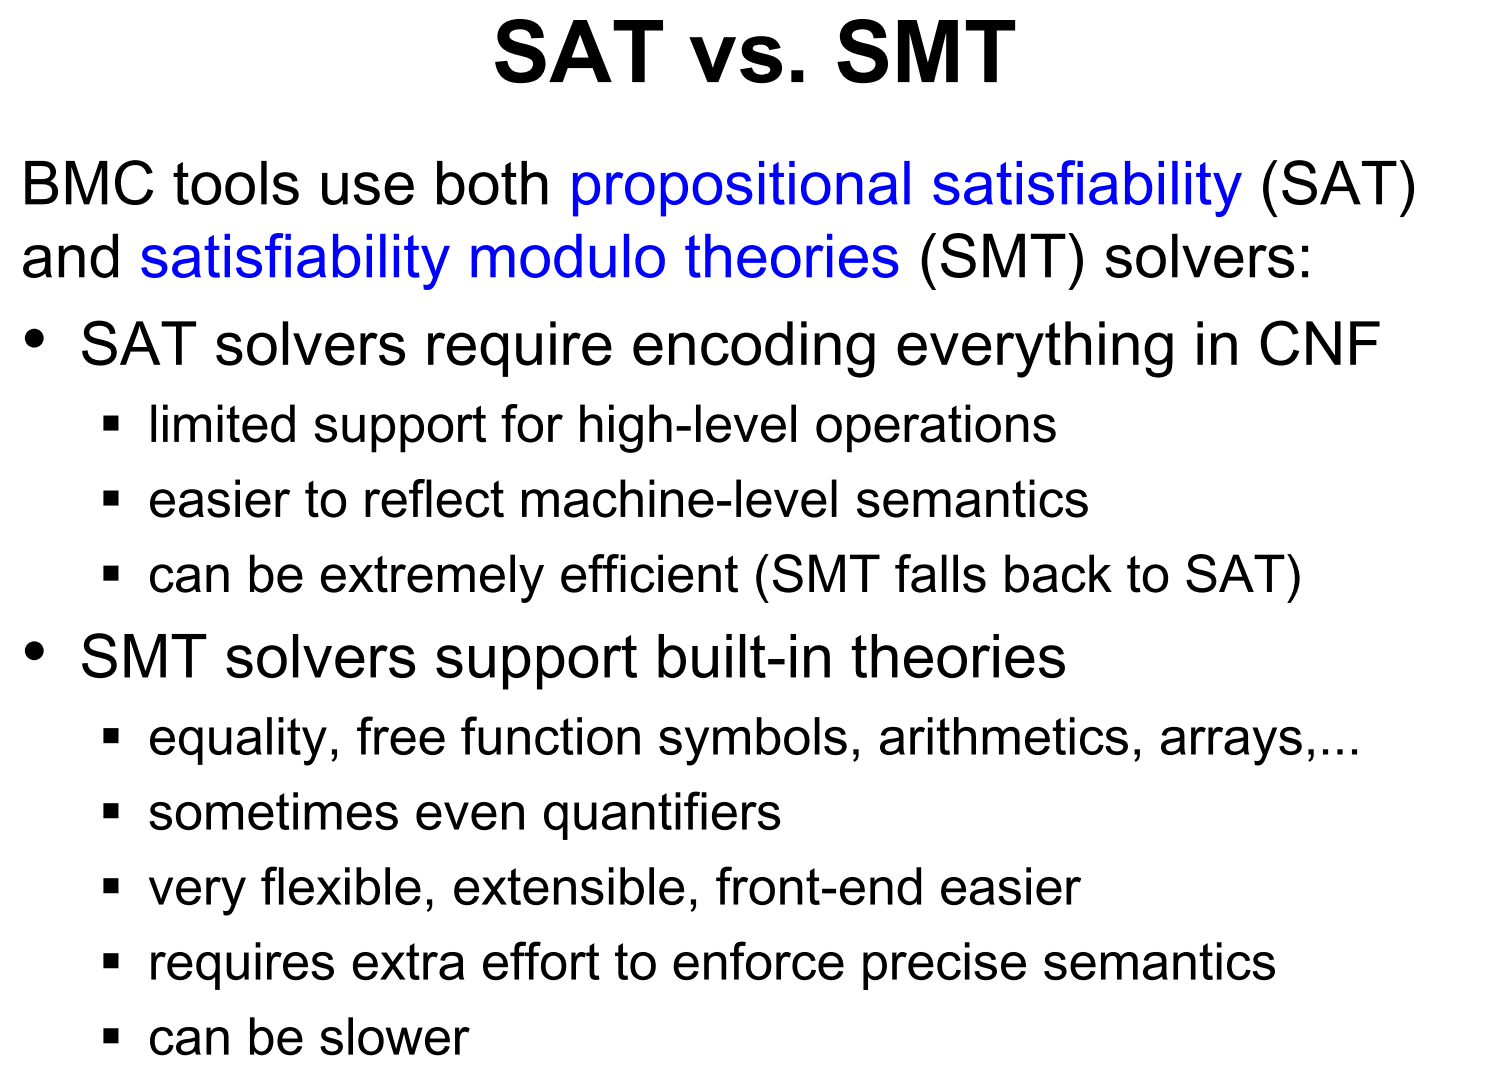 SAT vs. SMT
BMC tools use both propositional satisfiability (SAT)
and satisfiability modulo theories (SMT) solvers:
• SAT solvers require encoding everything in CNF
▪ limited support for high-level operations
▪ easier to reflect machine-level semantics
▪ can be extremely efficient (SMT falls back to SAT)
• SMT solvers support built-in theories
▪ equality, free function symbols, arithmetics, arrays,...
▪ sometimes even quantifiers
▪ very flexible, extensible, front-end easier
▪ requires extra effort to enforce precise semantics
▪ can be slower